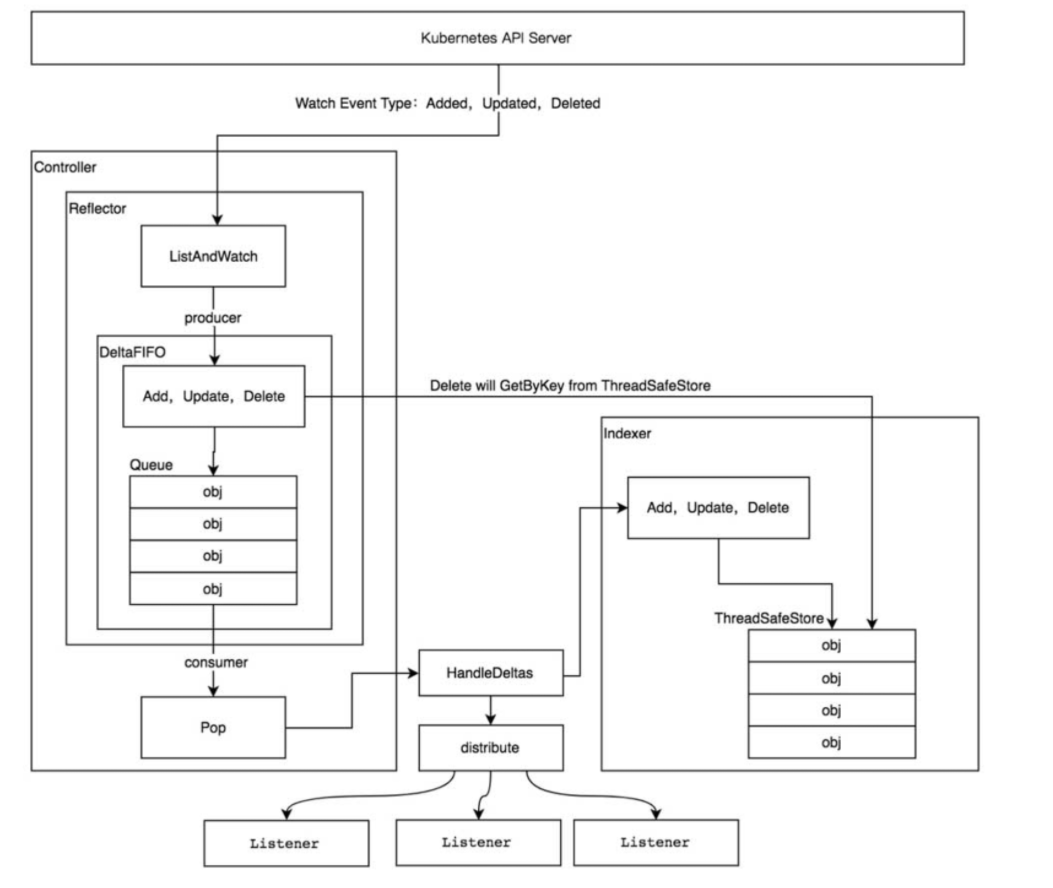 Kubernetes API Server
Watch Event Type：Added，Updated，Deleted
Controller
Reflector
ListAndWatch
producer
DeltaFIFO
Add，Update，Delete
Delete will GetByKey from ThreadSafeStore
Queue
obj
obj
obj
obj
consumer
Pop
HandleDeltas
distribute
Listener
Listener
Listener
Indexer
Add，Update，Delete
ThreadSafeStore
obj
obj
obj
obj